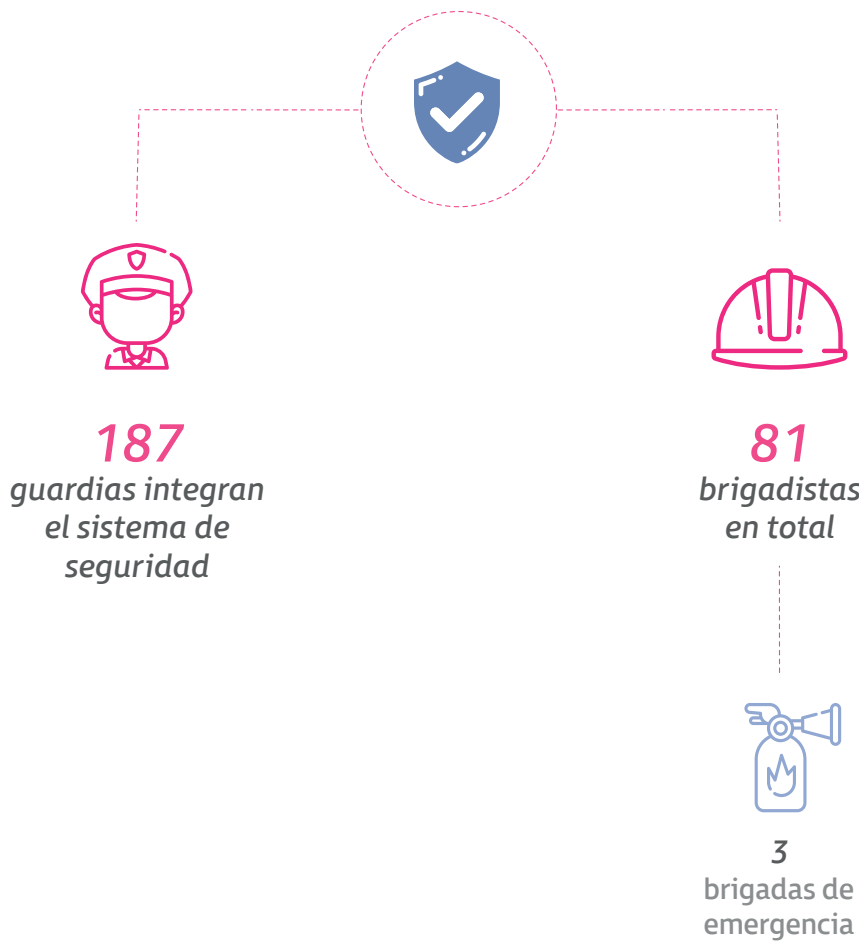 187
guardias integran
el sistema de
seguridad
81
brigadistas
en total
3
brigadas de
emergencia